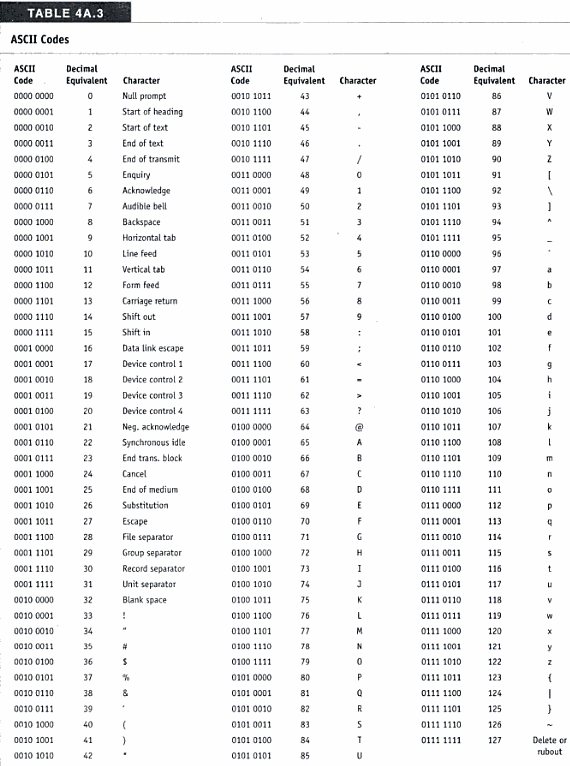 TABLE 4A.3
ASCII Codes
ASCII Decimal ASCII Decimal ASCII Decimal
Code Equivalent Character Code Equivalent Character Code Equivalent Character
0000 0000 0 Null prompt 0010 1011 43 + 0101 0110 86 V
0000 0001 1 Start of heading 0010 1100 44 , 0101 0111 87 W
0000 0010 2 Start of text 0010 1101 45 - 0101 1000 88 X
0000 0011 3 End of text 0010 1110 46 . 0101 1001 89 Y
0000 0100 4 End of transmit 0010 1111 47 / 0101 1010 90 Z
0000 0101 5 Enquiry 0011 0000 48 0 0101 1011 91 [
0000 0110 6 Acknowledge 0011 0001 49 1 0101 1100 92 \
0000 0111 7 Audible bell 0011 0010 50 2 0101 1101 93 ]
0000 1000 8 Backspace 0011 0011 51 3 0101 1110 94 ^
0000 1001 9 Horizontal tab 0011 0100 52 4 0101 1111 95 _
0000 1010 10 Line feed 0011 0101 53 5 0110 0000 96 `
0000 1011 11 Vertical tab 0011 0110 54 6 0110 0001 97 a
0000 1100 12 Form feed 0011 0111 55 7 0110 0010 98 b
0000 1101 13 Carriage return 0011 1000 56 8 0110 0011 99 c
0000 1110 14 Shift out 0011 1001 57 9 0110 0100 100 d
0000 1111 15 Shift in 0011 1010 58 : 0110 0101 101 e
0001 0000 16 Data link escape 0011 1011 59 ; 0110 0110 102 f
0001 0001 17 Device control 1 0011 1100 60 < 0110 0111 103 g
0001 0010 18 Device control 2 0011 1101 61 = 0110 1000 104 h
0001 0011 19 Device control 3 0011 1110 62 > 0110 1001 105 i
0001 0100 20 Device control 4 0011 1111 63 ? 0110 1010 106 j
0001 0101 21 Neg. acknowledge 0100 0000 64 @ 0110 1011 107 k
0001 0110 22 Synchronous idle 0100 0001 65 A 0110 1100 108 l
0001 0111 23 End trans. block 0100 0010 66 B 0110 1101 109 m
0001 1000 24 Cancel 0100 0011 67 C 0110 1110 110 n
0001 1001 25 End of medium 0100 0100 68 D 0110 1111 111 o
0001 1010 26 Substitution 0100 0101 69 E 0111 0000 112 p
0001 1011 27 Escape 0100 0110 70 F 0111 0001 113 q
0001 1100 28 File separator 0100 0111 71 G 0111 0010 114 r
0001 1101 29 Group separator 0100 1000 72 H 0111 0011 115 s
0001 1110 30 Record separator 0100 1001 73 I 0111 0100 116 t
0001 1111 31 Unit separator 0100 1010 74 J 0111 0101 117 u
0010 0000 32 Blank space 0100 1011 75 K 0111 0110 118 v
0010 0001 33 ! 0100 1100 76 L 0111 0111 119 w
0010 0010 34 " 0100 1101 77 M 0111 1000 120 x
0010 0011 35 # 0100 1110 78 N 0111 1001 121 y
0010 0100 36 $ 0100 1111 79 O 0111 1010 122 z
0010 0101 37 % 0101 0000 80 P 0111 1011 123 {
0010 0110 38 & 0101 0001 81 Q 0111 1100 124 |
0010 0111 39 ' 0101 0010 82 R 0111 1101 125 }
0010 1000 40 ( 0101 0011 83 S 0111 1110 126 ~
0010 1001 41 ) 0101 0100 84 T 0111 1111 127 Delete or
0010 1010 42 * 0101 0101 85 U rubout